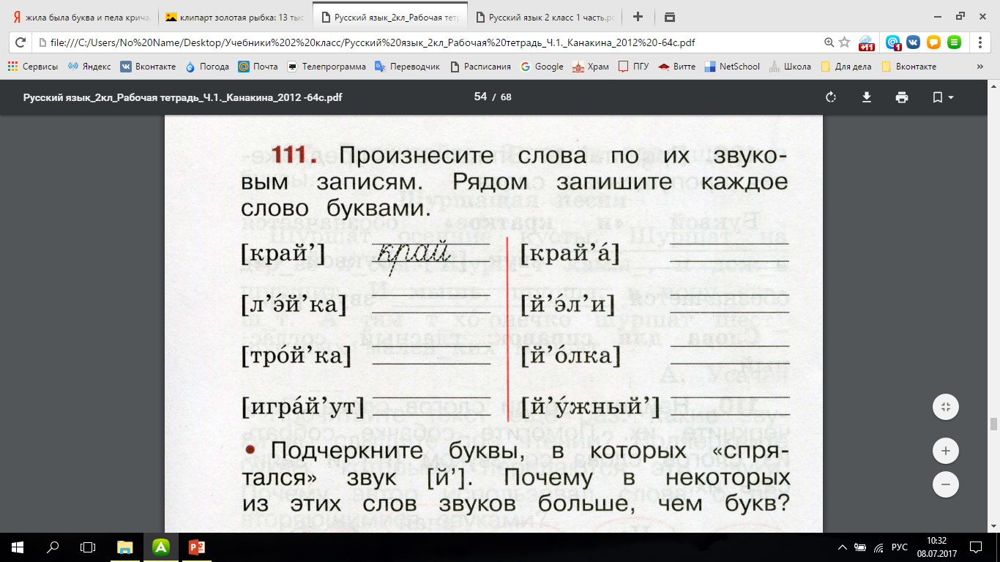 жила была буква и пела крича
клипарт золотая рыбка: 13 тыс
Русский язык_2кл_Рабочая тетр
Русский язык 2 класс 1 часть.p
file:///C:/Users/No%20Name/Desktop/Учебники%202%20класс/Русский%20язык_2кл_Рабочая%20тетрадь_Ч.1._Канакина_2012%20-64с.pdf
Сервисы Яндекс Вконтакте Погода Почта Телепрограмма Переводчик Расписания Google Храм ПГУ Витте NetSchool Школа Для дела Вконтакте »
Русский язык_2кл_Рабочая тетрадь_Ч.1._Канакина_2012 -64с.pdf 54 / 68
111. Произнесите слова по их звуко-
вым записям. Рядом запишите каждое
слово буквами.
[край’] край [край’а́]
[л’э́й’ка] [й’э́л’и]
[тро́й’ка] [й’о́лка]
[игра́й’ут] [й’у́жный’]
• Подчеркните буквы, в которых «спря-
тался» звук [й’]. Почему в некоторых
из этих слов звуков больше, чем букв?
РУС 10:32
08.07.2017